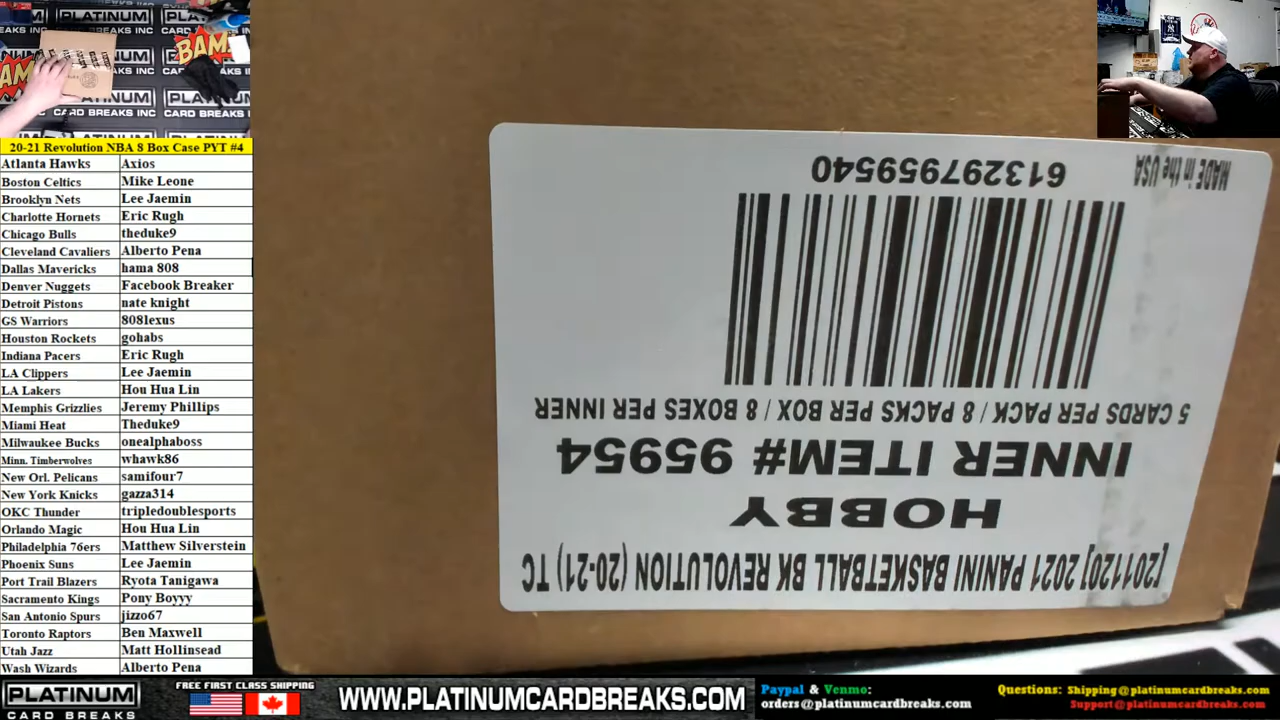 PLATINUM
BREAKS INC
CARD BREAKS INC
BAM!
20-21 Revolution NBA 8 Box Case PYT #4
Atlanta Hawks Axios
Boston Celtics Mike Leone
Brooklyn Nets Lee Jaemin
Charlotte Hornets Eric Rugh
Chicago Bulls theduke9
Cleveland Cavaliers Alberto Pena
Dallas Mavericks hama 808
Denver Nuggets Facebook Breaker
Detroit Pistons nate knight
GS Warriors 808lexus
Houston Rockets gohabs
Indiana Pacers Eric Rugh
LA Clippers Lee Jaemin
LA Lakers Hou Hua Lin
Memphis Grizzlies Jeremy Phillips
Miami Heat Theduke9
Milwaukee Bucks onealphaboss
Minn. Timberwolves whawk86
New Orl. Pelicans samifour7
New York Knicks gazza314
OKC Thunder tripledoublesports
Orlando Magic Hou Hua Lin
Philadelphia 76ers Matthew Silverstein
Phoenix Suns Lee Jaemin
Port Trail Blazers Ryota Tanigawa
Sacramento Kings Pony Boyyy
San Antonio Spurs jizzo67
Toronto Raptors Ben Maxwell
Utah Jazz Matt Hollinsead
Wash Wizards Alberto Pena
[201120] 2021 PANINI BASKETBALL BK REVOLUTION (20-21) TC
HOBBY
INNER ITEM# 95954
5 CARDS PER PACK / 8 PACKS PER BOX / 8 BOXES PER INNER
613297959540
MADE in the USA
PLATINUM
CARD BREAKS
FREE FIRST CLASS SHIPPING
WWW.PLATINUMCARDBREAKS.COM
Paypal & Venmo:
orders@platinumcardbreaks.com
Questions: Shipping@platinumcardbreaks.com
Support@platinumcardbreaks.com